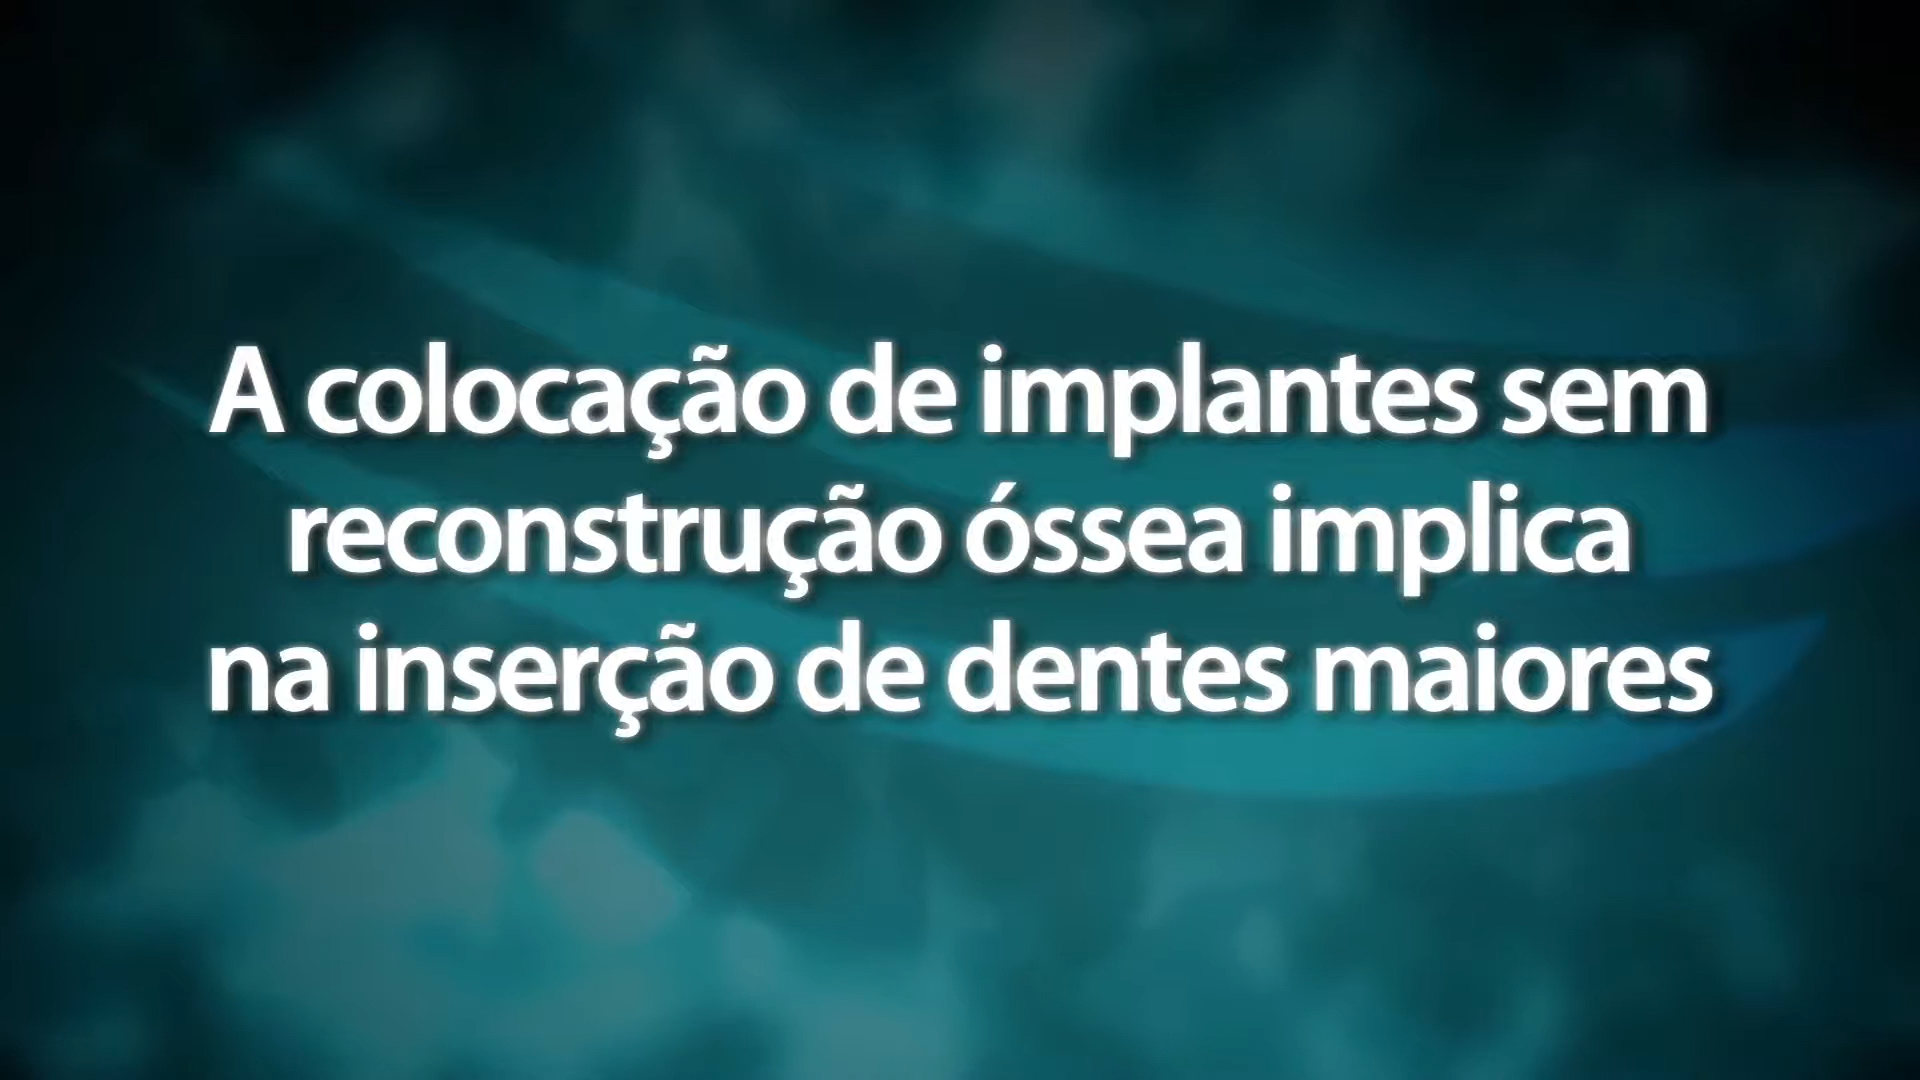 A colocação de implantes sem
reconstrução óssea implica
na inserção de dentes maiores